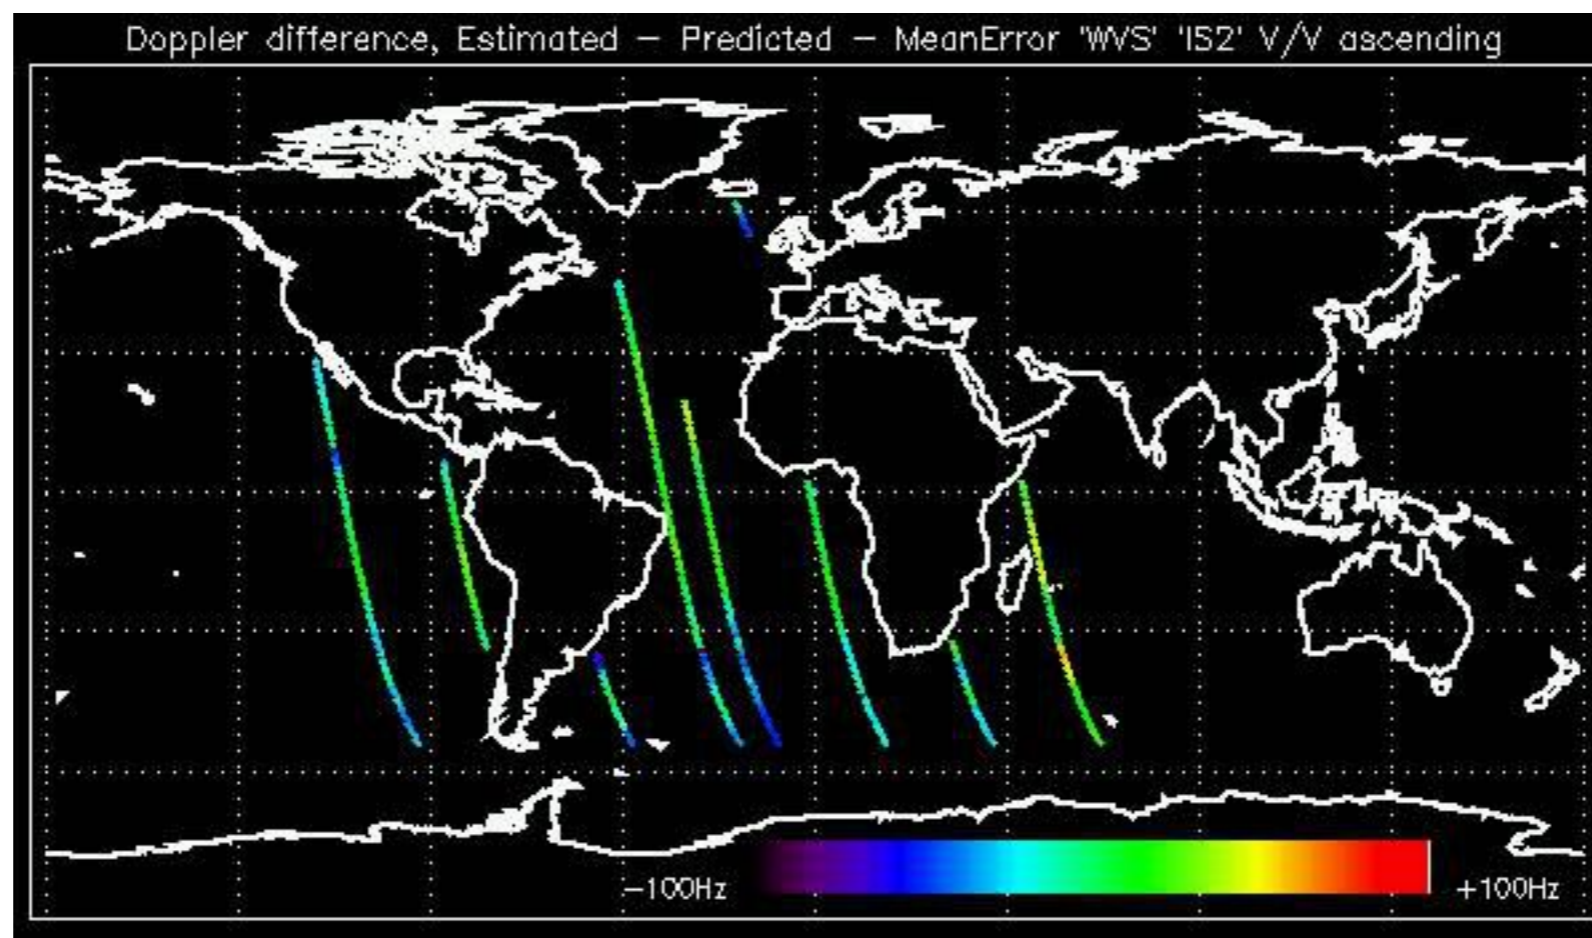 Doppler difference, Estimated – Predicted – MeanError 'WVS' 'IS2' V/V ascending
–100Hz
+100Hz